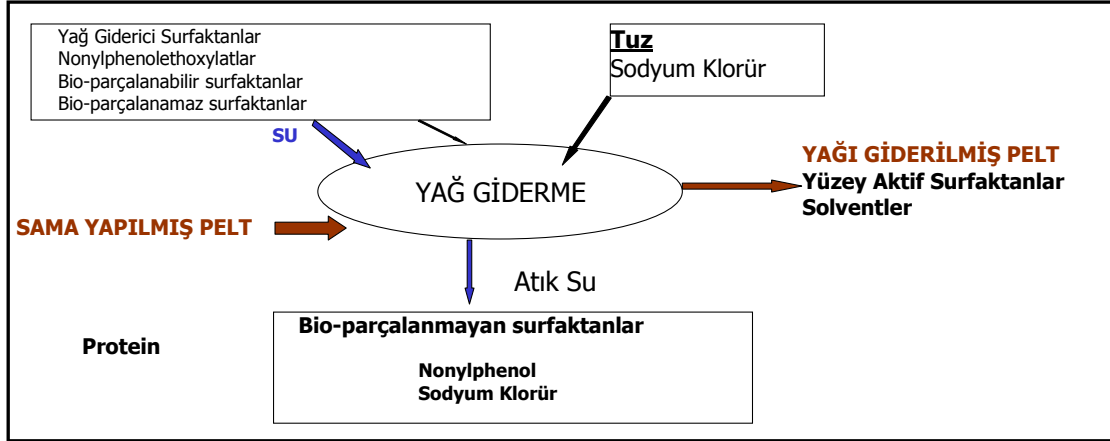 Yağ Giderici Surfaktanlar
Nonylphenolethoxylatlar
Bio-parçalanabilir surfaktanlar
Bio-parçalanamaz surfaktanlar
Tuz
Sodyum Klorür
SU
YAĞ GİDERME
YAĞI GİDERİLMİŞ PELT
Yüzey Aktif Surfaktanlar
Solventler
SAMA YAPILMIŞ PELT
Atık Su
Protein
Bio-parçalanmayan surfaktanlar
Nonylphenol
Sodyum Klorür